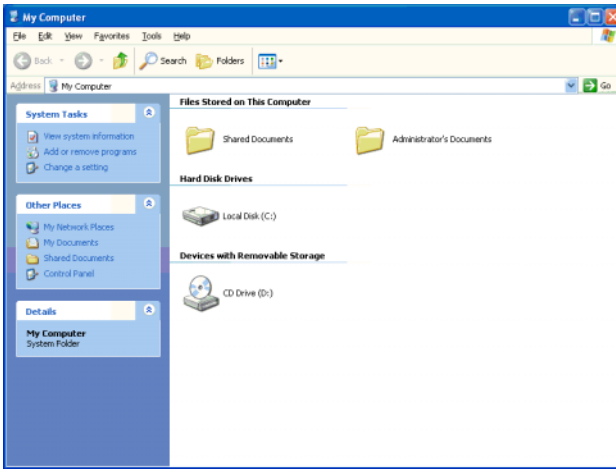 My Computer
File Edit View Favorites Tools Help
Back Search Folders
Address My Computer Go
System Tasks
View system information
Add or remove programs
Change a setting
Other Places
My Network Places
My Documents
Shared Documents
Control Panel
Details
My Computer
System Folder
Files Stored on This Computer
Shared Documents
Administrator's Documents
Hard Disk Drives
Local Disk (C:)
Devices with Removable Storage
CD Drive (D:)